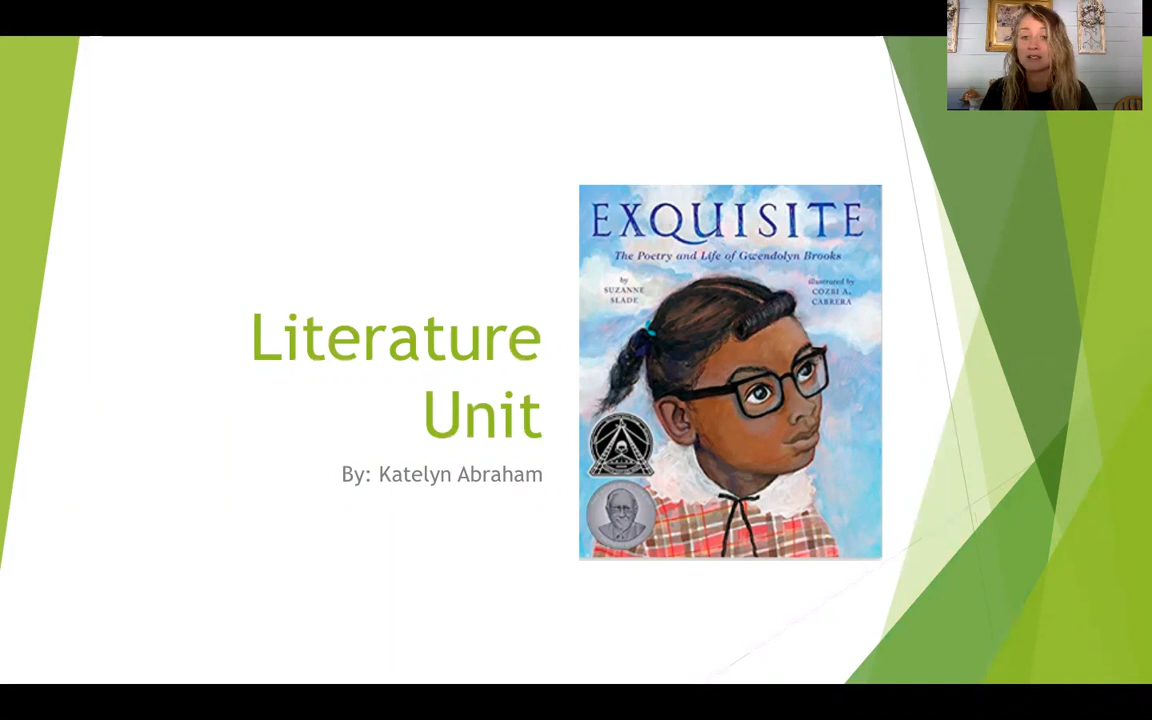 EXQUISITE
The Poetry and Life of Gwendolyn Brooks
by
SUZANNE
SLADE
illustrated by
COZBI A.
CABRERA
Literature
Unit
By: Katelyn Abraham